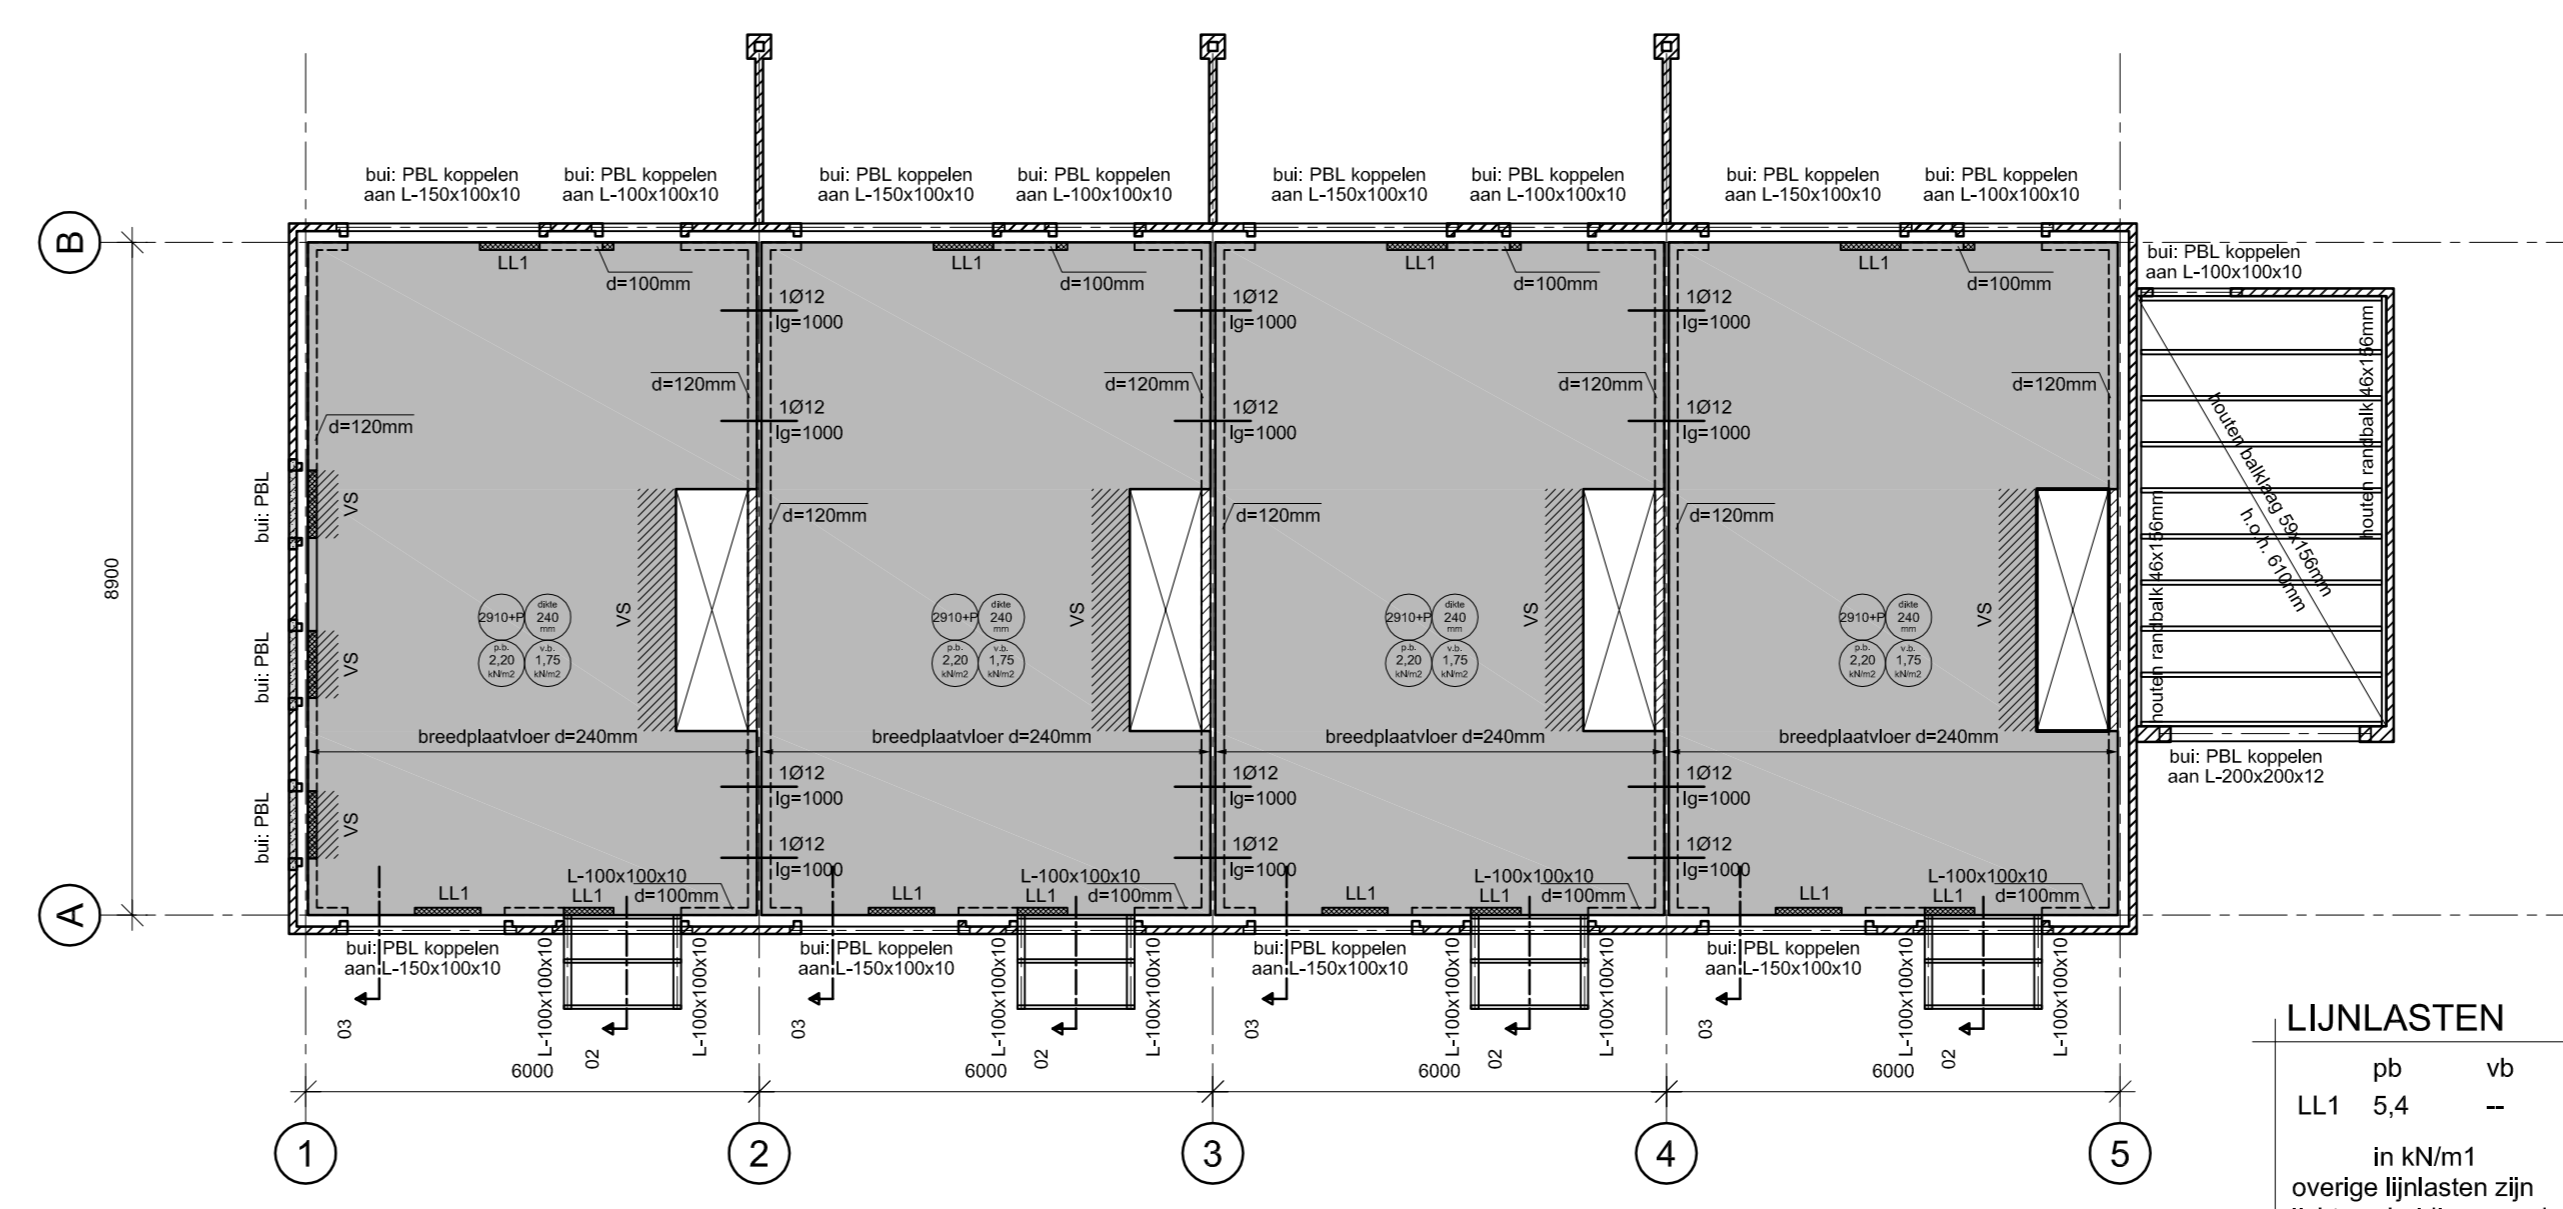 bui: PBL koppelen
aan L-150x100x10
bui: PBL koppelen
aan L-100x100x10
bui: PBL koppelen
aan L-150x100x10
bui: PBL koppelen
aan L-100x100x10
bui: PBL koppelen
aan L-150x100x10
bui: PBL koppelen
aan L-100x100x10
bui: PBL koppelen
aan L-150x100x10
bui: PBL koppelen
aan L-100x100x10
B
bui: PBL koppelen
aan L-100x100x10
LL1
d=100mm
LL1
d=100mm
LL1
d=100mm
LL1
d=100mm
1Ø12
lg=1000
1Ø12
lg=1000
1Ø12
lg=1000
d=120mm
d=120mm
d=120mm
d=120mm
1Ø12
lg=1000
1Ø12
lg=1000
1Ø12
lg=1000
d=120mm
d=120mm
d=120mm
d=120mm
houten randbalk 46x156mm
houten balklaag 59x156mm
h.o.h. 610mm
houten randbalk 46x156mm
bui: PBL
VS
bui: PBL
VS
bui: PBL
VS
8900
VS
VS
VS
VS
2910+P
dikte
240
mm
p.b.
2,20
kN/m2
v.b.
1,75
kN/m2
2910+P
dikte
240
mm
p.b.
2,20
kN/m2
v.b.
1,75
kN/m2
2910+P
dikte
240
mm
p.b.
2,20
kN/m2
v.b.
1,75
kN/m2
2910+P
dikte
240
mm
p.b.
2,20
kN/m2
v.b.
1,75
kN/m2
breedplaatvloer d=240mm
breedplaatvloer d=240mm
breedplaatvloer d=240mm
breedplaatvloer d=240mm
bui: PBL koppelen
aan L-200x200x12
1Ø12
lg=1000
1Ø12
lg=1000
1Ø12
lg=1000
1Ø12
lg=1000
1Ø12
lg=1000
1Ø12
lg=1000
L-100x100x10
LL1
LL1
d=100mm
L-100x100x10
LL1
LL1
d=100mm
L-100x100x10
LL1
LL1
d=100mm
L-100x100x10
LL1
LL1
d=100mm
A
bui: PBL koppelen
aan L-150x100x10
bui: PBL koppelen
aan L-150x100x10
bui: PBL koppelen
aan L-150x100x10
bui: PBL koppelen
aan L-150x100x10
03
L-100x100x10
02
L-100x100x10
03
L-100x100x10
02
L-100x100x10
03
L-100x100x10
02
L-100x100x10
03
L-100x100x10
02
L-100x100x10
6000
6000
6000
6000
1
2
3
4
5
LIJNLASTEN
pb vb
LL1 5,4 --
in kN/m1
overige lijnlasten zijn